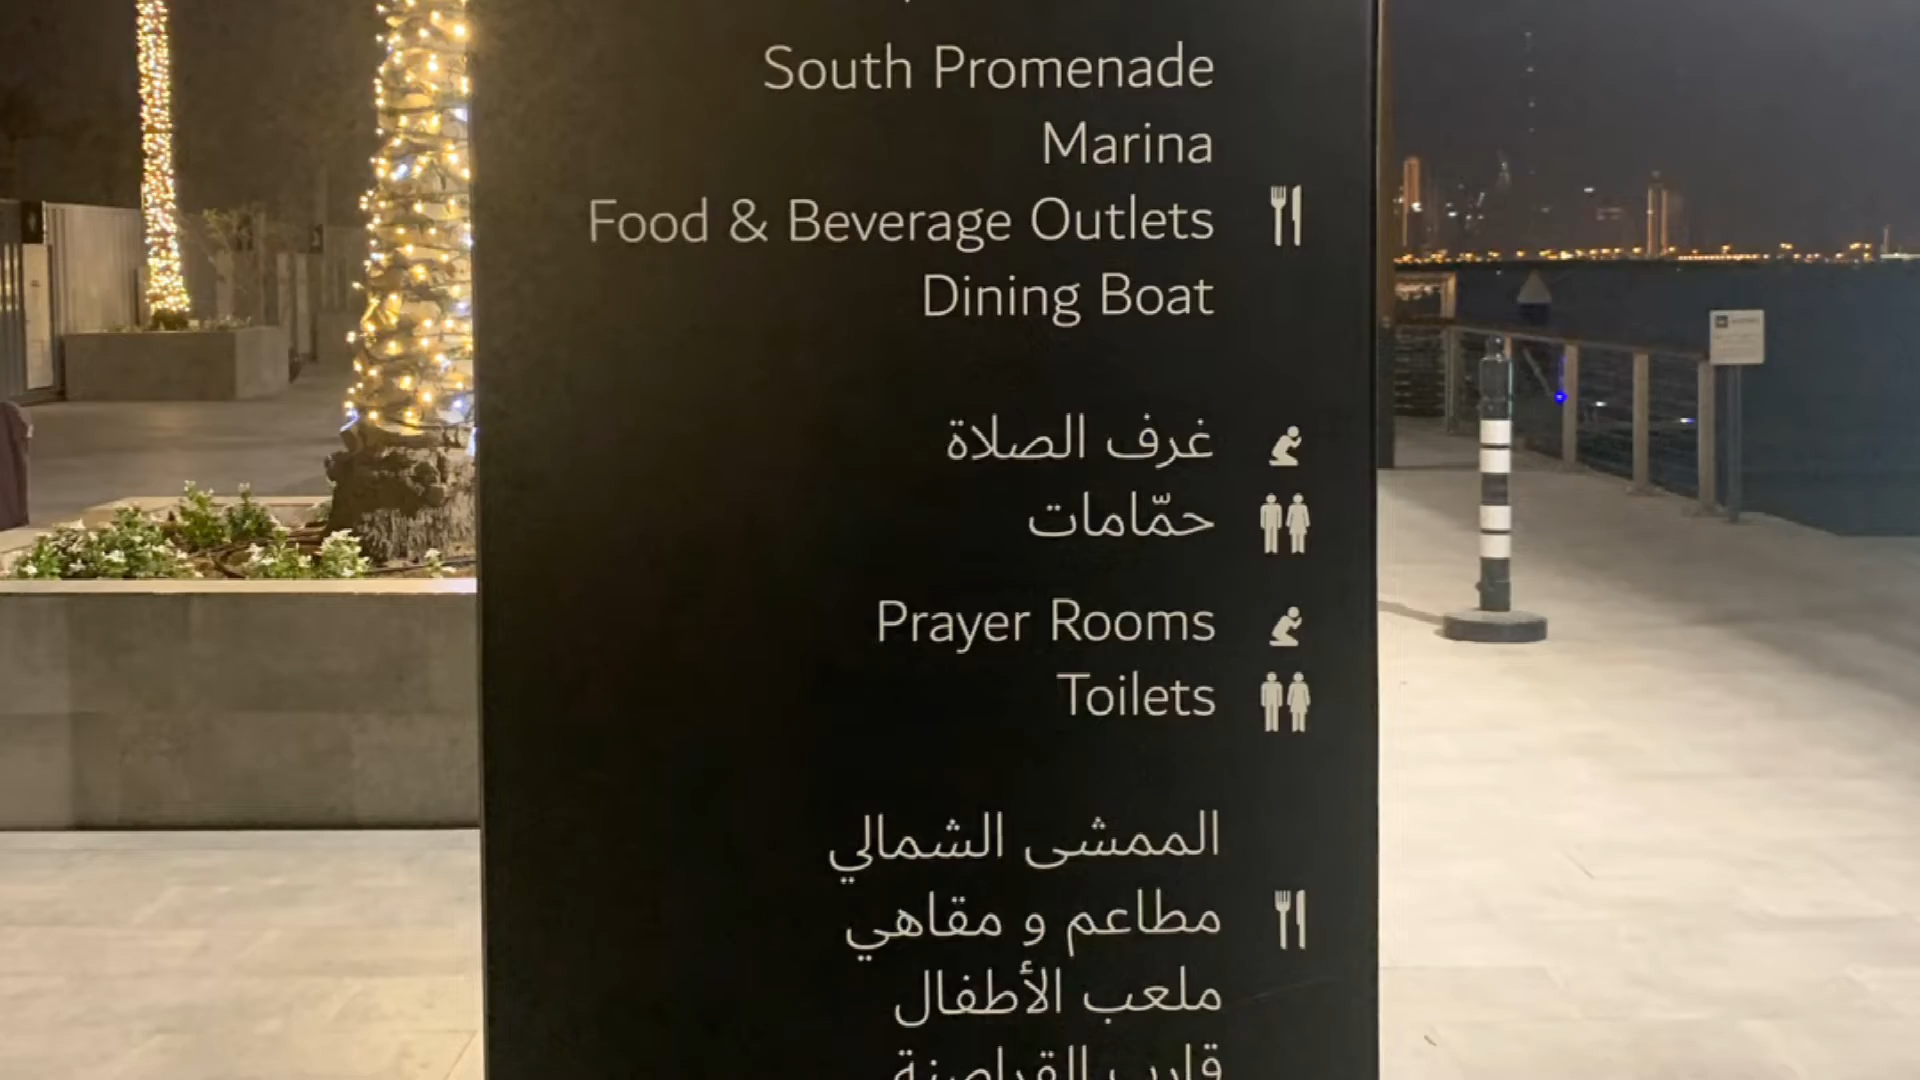 South Promenade
Marina
Food & Beverage Outlets
Dining Boat
غرف الصلاة
حمّامات
Prayer Rooms
Toilets
الممشى الشمالي
مطاعم و مقاهي
ملعب الأطفال
قارب القراصنة